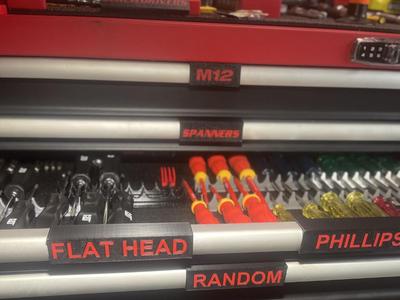 M12
SPANNERS
FLAT HEAD
PHILLIPS
RANDOM